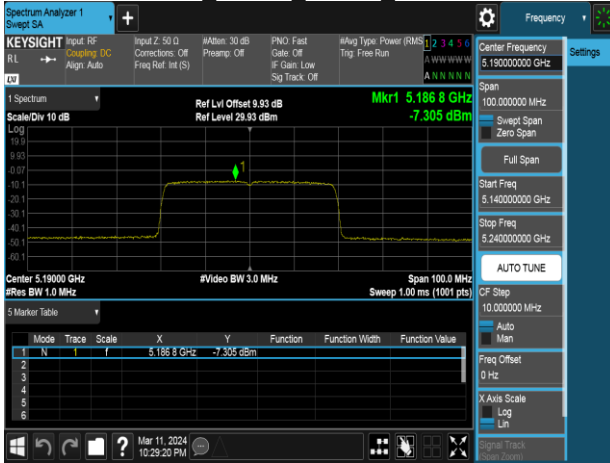 Spectrum Analyzer 1
Swept SA
+
Frequency
KEYSIGHT
RL
Input: RF
Coupling: DC
Align: Auto
Input Z: 50 Ω
Corrections: Off
Freq Ref: Int (S)
#Atten: 30 dB
Preamp: Off
PNO: Fast
Gate: Off
IF Gain: Low
Sig Track: Off
#Avg Type: Power (RMS
Trig: Free Run
1 2 3 4 5 6
A W W W W W
A N N N N N
LXI
Center Frequency
5.190000000 GHz
Settings
Span
100.000000 MHz
Swept Span
Zero Span
Full Span
Start Freq
5.140000000 GHz
Stop Freq
5.240000000 GHz
AUTO TUNE
CF Step
10.000000 MHz
Auto
Man
Freq Offset
0 Hz
X Axis Scale
Log
Lin
Signal Track
(Span Zoom)
1 Spectrum
Scale/Div 10 dB
Ref Lvl Offset 9.93 dB
Ref Level 29.93 dBm
Mkr1 5.186 8 GHz
-7.305 dBm
Log
19.9
9.93
-0.07
-10.1
-20.1
-30.1
-40.1
-50.1
-60.1
1
Center 5.19000 GHz
#Res BW 1.0 MHz
#Video BW 3.0 MHz
Span 100.0 MHz
Sweep 1.00 ms (1001 pts)
5 Marker Table
Mode Trace Scale X Y Function Function Width Function Value
1 N 1 f 5.186 8 GHz -7.305 dBm
2
3
4
5
6
?
Mar 11, 2024
10:29:20 PM